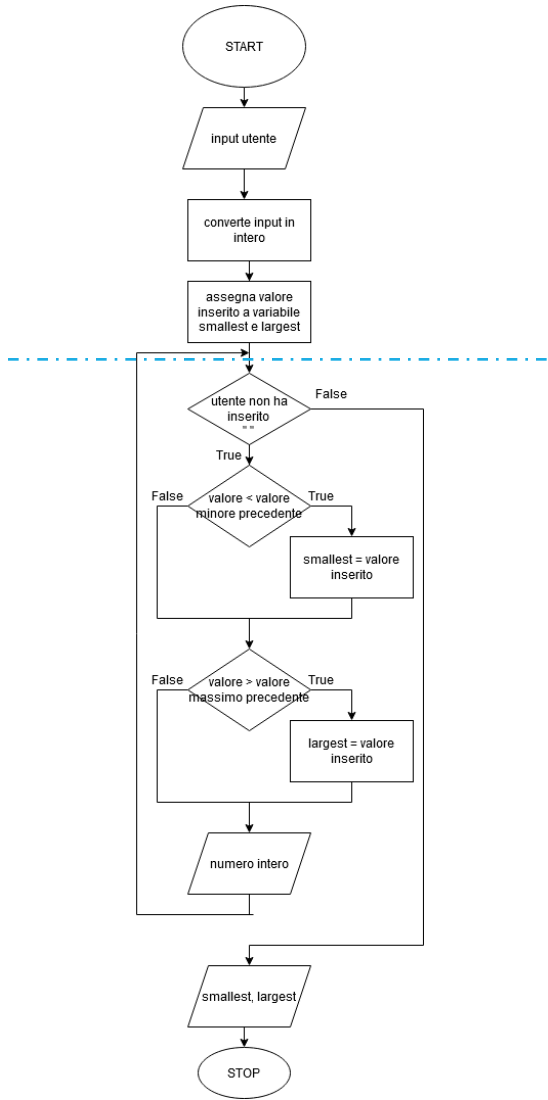 START
input utente
converte input in
intero
assegna valore
inserito a variabile
smallest e largest
utente non ha
inserito
" "
False
True
valore < valore
minore precedente
False
True
smallest = valore
inserito
valore > valore
massimo precedente
False
True
largest = valore
inserito
numero intero
smallest, largest
STOP